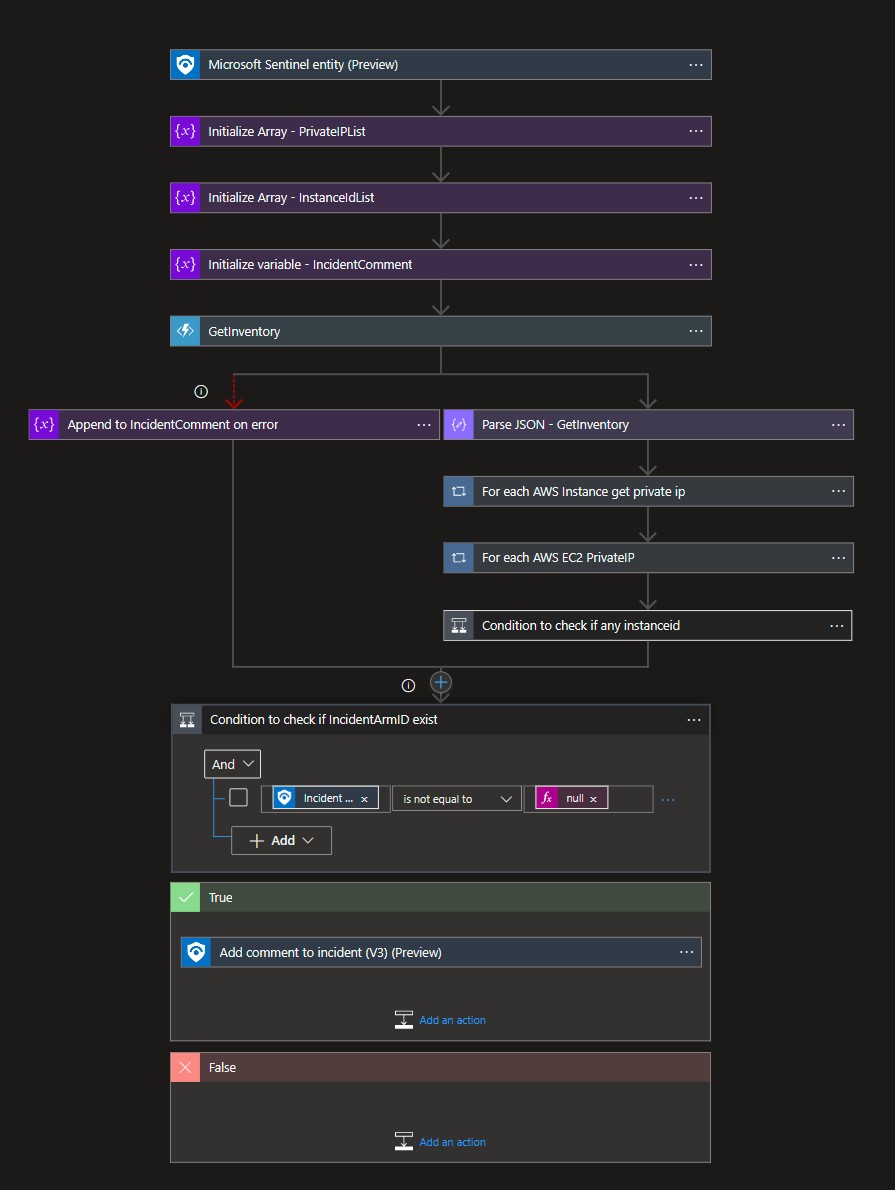 Microsoft Sentinel entity (Preview)
{x} Initialize Array - PrivateIPList
{x} Initialize Array - InstanceIdList
{x} Initialize variable - IncidentComment
GetInventory
{x} Append to IncidentComment on error
Parse JSON - GetInventory
For each AWS Instance get private ip
For each AWS EC2 PrivateIP
Condition to check if any instanceid
Condition to check if IncidentArmID exist
And
Incident ... x is not equal to fx null x
+ Add
True
Add comment to incident (V3) (Preview)
Add an action
False
Add an action